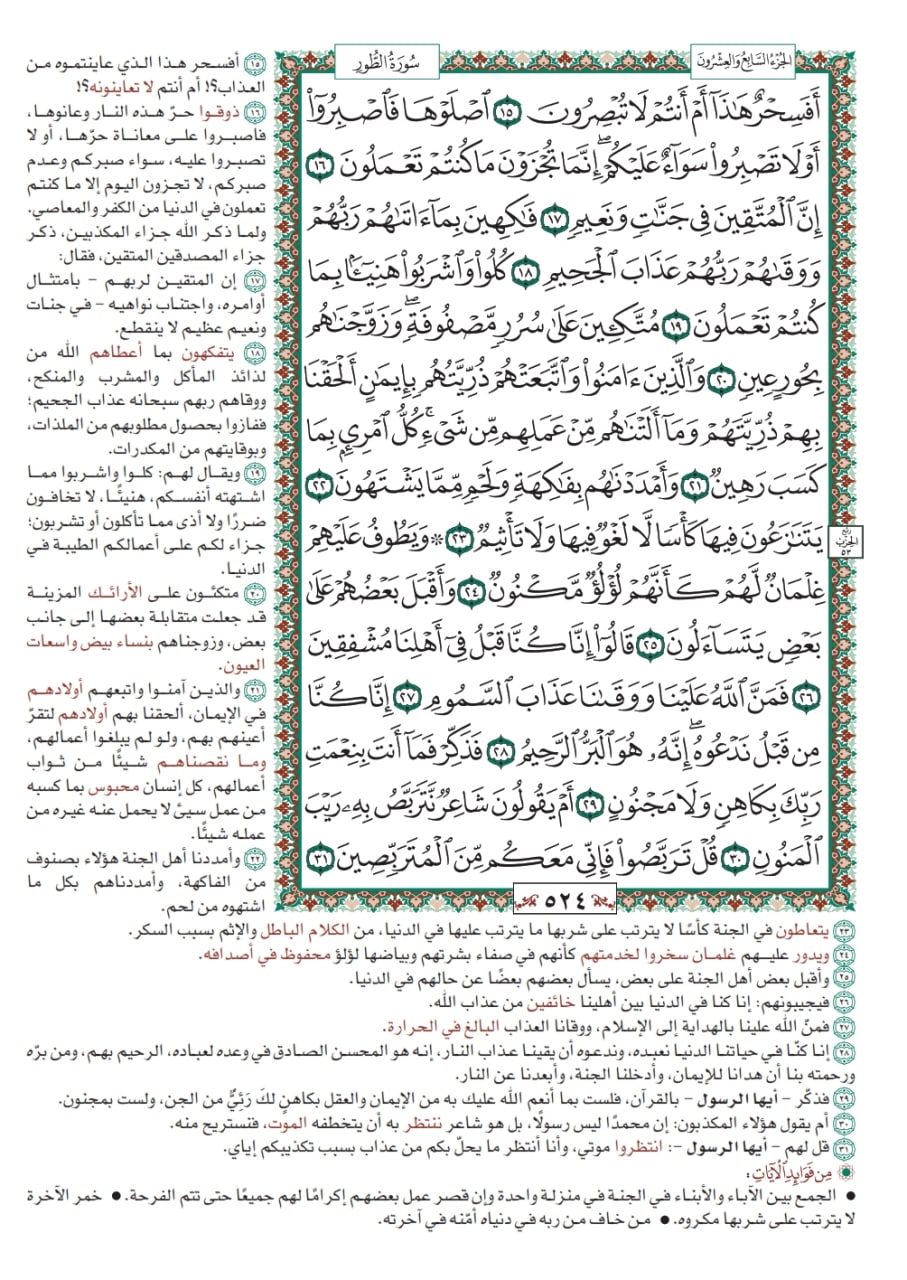 الجُزْءُ السَّابِعُ وَالعِشْرُونَ
سُورَةُ الطُّورِ
أَفَسِحْرٌ هَٰذَآ أَمْ أَنتُمْ لَا تُبْصِرُونَ ١٥ ٱصْلَوْهَا فَٱصْبِرُوٓا۟
أَوْ لَا تَصْبِرُوا۟ سَوَآءٌ عَلَيْكُمْ ۖ إِنَّمَا تُجْزَوْنَ مَا كُنتُمْ تَعْمَلُونَ ١٦
إِنَّ ٱلْمُتَّقِينَ فِى جَنَّٰتٍ وَنَعِيمٍ ١٧ فَٰكِهِينَ بِمَآ ءَاتَىٰهُمْ رَبُّهُمْ
وَوَقَىٰهُمْ رَبُّهُمْ عَذَابَ ٱلْجَحِيمِ ١٨ كُلُوا۟ وَٱشْرَبُوا۟ هَنِيٓـًٔۢا بِمَا
كُنتُمْ تَعْمَلُونَ ١٩ مُتَّكِـِٔينَ عَلَىٰ سُرُرٍ مَّصْفُوفَةٍ ۖ وَزَوَّجْنَٰهُم
بِحُورٍ عِينٍ ٢٠ وَٱلَّذِينَ ءَامَنُوا۟ وَٱتَّبَعَتْهُمْ ذُرِّيَّتُهُم بِإِيمَٰنٍ أَلْحَقْنَا
بِهِمْ ذُرِّيَّتَهُمْ وَمَآ أَلَتْنَٰهُم مِّنْ عَمَلِهِم مِّن شَىْءٍ ۚ كُلُّ ٱمْرِئٍۭ بِمَا
كَسَبَ رَهِينٌ ٢١ وَأَمْدَدْنَٰهُم بِفَٰكِهَةٍ وَلَحْمٍ مِّمَّا يَشْتَهُونَ ٢٢
يَتَنَٰزَعُونَ فِيهَا كَأْسًا لَّا لَغْوٌ فِيهَا وَلَا تَأْثِيمٌ ٢٣ ۞ وَيَطُوفُ عَلَيْهِمْ
غِلْمَانٌ لَّهُمْ كَأَنَّهُمْ لُؤْلُؤٌ مَّكْنُونٌ ٢٤ وَأَقْبَلَ بَعْضُهُمْ عَلَىٰ
بَعْضٍ يَتَسَآءَلُونَ ٢٥ قَالُوٓا۟ إِنَّا كُنَّا قَبْلُ فِىٓ أَهْلِنَا مُشْفِقِينَ
٢٦ فَمَنَّ ٱللَّهُ عَلَيْنَا وَوَقَىٰنَا عَذَابَ ٱلسَّمُومِ ٢٧ إِنَّا كُنَّا
مِن قَبْلُ نَدْعُوهُ ۖ إِنَّهُۥ هُوَ ٱلْبَرُّ ٱلرَّحِيمُ ٢٨ فَذَكِّرْ فَمَآ أَنتَ بِنِعْمَتِ
رَبِّكَ بِكَاهِنٍ وَلَا مَجْنُونٍ ٢٩ أَمْ يَقُولُونَ شَاعِرٌ نَّتَرَبَّصُ بِهِۦ رَيْبَ
ٱلْمَنُونِ ٣٠ قُلْ تَرَبَّصُوا۟ فَإِنِّى مَعَكُم مِّنَ ٱلْمُتَرَبِّصِينَ ٣١
ربع
الحزب
٥٣
٥٢٤
١٥ أفسحر هذا الذي عاينتموه من
العذاب؟! أم أنتم لا تعاينونه؟!
١٦ ذوقوا حرّ هذه النار وعانوها،
فاصبروا على معاناة حرّها، أو لا
تصبروا عليه، سواء صبركم وعدم
صبركم، لا تجزون اليوم إلا ما كنتم
تعملون في الدنيا من الكفر والمعاصي.
ولما ذكر الله جزاء المكذبين، ذكر
جزاء المصدقين المتقين، فقال:
١٧ إن المتقين لربهم – بامتثال
أوامره، واجتناب نواهيه – في جنات
ونعيم عظيم لا ينقطع.
١٨ يتفكهون بما أعطاهم الله من
لذائذ المأكل والمشرب والمنكح،
ووقاهم ربهم سبحانه عذاب الجحيم؛
ففازوا بحصول مطلوبهم من الملذات،
وبوقايتهم من المكدرات.
١٩ ويقال لهم: كلوا واشربوا مما
اشتهته أنفسكم، هنيئًا، لا تخافون
ضررًا ولا أذى مما تأكلون أو تشربون؛
جزاء لكم على أعمالكم الطيبة في
الدنيا.
٢٠ متكئون على الأرائك المزينة
قد جعلت متقابلة بعضها إلى جانب
بعض، وزوجناهم بنساء بيض واسعات
العيون.
٢١ والذين آمنوا واتبعهم أولادهم
في الإيمان، ألحقنا بهم أولادهم لتقرّ
أعينهم بهم، ولو لم يبلغوا أعمالهم،
وما نقصناهم شيئًا من ثواب
أعمالهم، كل إنسان محبوس بما كسبه
من عمل سيئ لا يحمل عنه غيره من
عمله شيئًا.
٢٢ وأمددنا أهل الجنة هؤلاء بصنوف
من الفاكهة، وأمددناهم بكل ما
اشتهوه من لحم.
٢٣ يتعاطون في الجنة كأسًا لا يترتب على شربها ما يترتب عليها في الدنيا، من الكلام الباطل والإثم بسبب السكر.
٢٤ ويدور عليهم غلمان سخروا لخدمتهم كأنهم في صفاء بشرتهم وبياضها لؤلؤ محفوظ في أصدافه.
٢٥ وأقبل بعض أهل الجنة على بعض، يسأل بعضهم بعضًا عن حالهم في الدنيا.
٢٦ فيجيبونهم: إنا كنا في الدنيا بين أهلينا خائفين من عذاب الله.
٢٧ فمنّ الله علينا بالهداية إلى الإسلام، ووقانا العذاب البالغ في الحرارة.
٢٨ إنا كنّا في حياتنا الدنيا نعبده، وندعوه أن يقينا عذاب النار، إنه هو المحسن الصادق في وعده لعباده، الرحيم بهم، ومن برّه
ورحمته بنا أن هدانا للإيمان، وأدخلنا الجنة، وأبعدنا عن النار.
٢٩ فذكّر – أيها الرسول – بالقرآن، فلست بما أنعم الله عليك به من الإيمان والعقل بكاهنٍ لكَ رَئِيٌّ من الجن، ولست بمجنون.
٣٠ أم يقول هؤلاء المكذبون: إن محمدًا ليس رسولًا، بل هو شاعر ننتظر به أن يتخطفه الموت، فنستريح منه.
٣١ قل لهم – أيها الرسول –: انتظروا موتي، وأنا أنتظر ما يحلّ بكم من عذاب بسبب تكذيبكم إياي.
مِن فَوَائِدِ الآيَاتِ:
● الجمع بين الآباء والأبناء في الجنة في منزلة واحدة وإن قصر عمل بعضهم إكرامًا لهم جميعًا حتى تتم الفرحة. ● خمر الآخرة
لا يترتب على شربها مكروه. ● من خاف من ربه في دنياه أمّنه في آخرته.